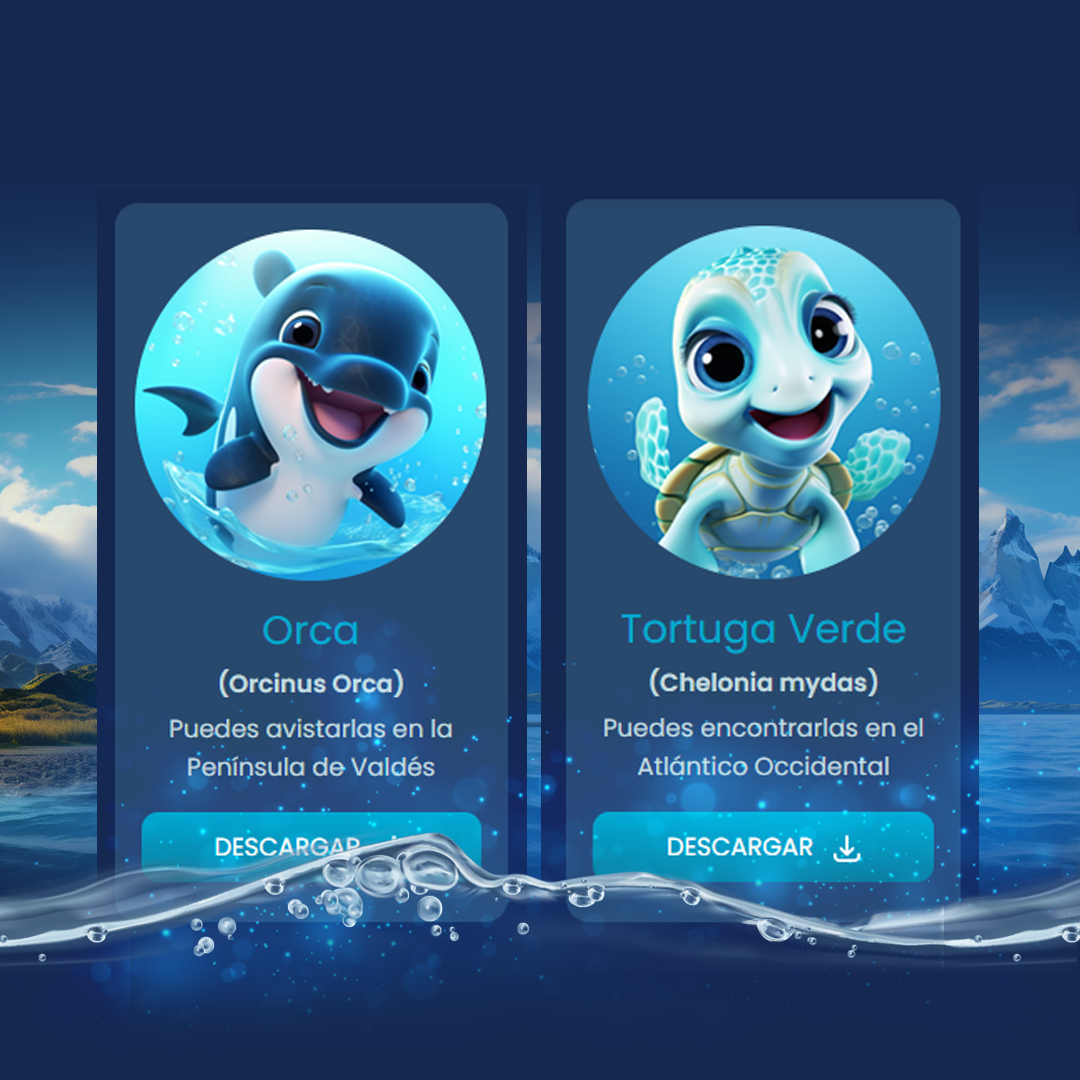 Orca
(Orcinus Orca)
Puedes avistarlas en la
Península de Valdés
DESCARGAR
Tortuga Verde
(Chelonia mydas)
Puedes encontrarlas en el
Atlántico Occidental
DESCARGAR